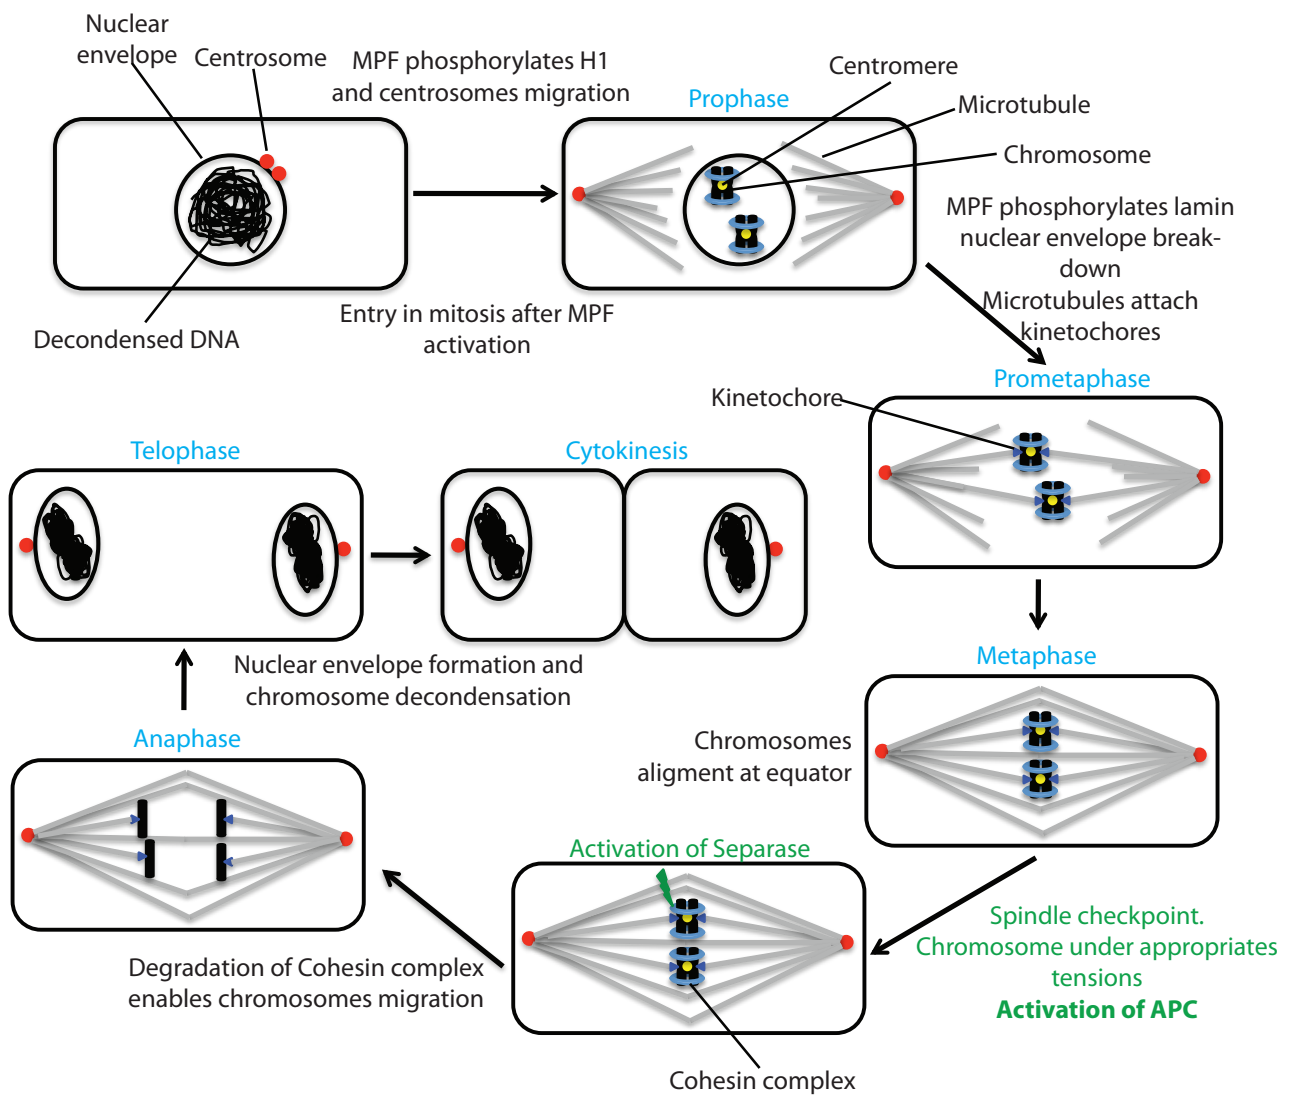 Nuclear
envelope
Centrosome
MPF phosphorylates H1
and centrosomes migration
Prophase
Centromere
Microtubule
Chromosome
Decondensed DNA
Entry in mitosis after MPF
activation
MPF phosphorylates lamin
nuclear envelope break-
down
Microtubules attach
kinetochores
Prometaphase
Kinetochore
Telophase
Cytokinesis
Nuclear envelope formation and
chromosome decondensation
Metaphase
Chromosomes
aligment at equator
Anaphase
Activation of Separase
Spindle checkpoint.
Chromosome under appropriates
tensions
Activation of APC
Degradation of Cohesin complex
enables chromosomes migration
Cohesin complex